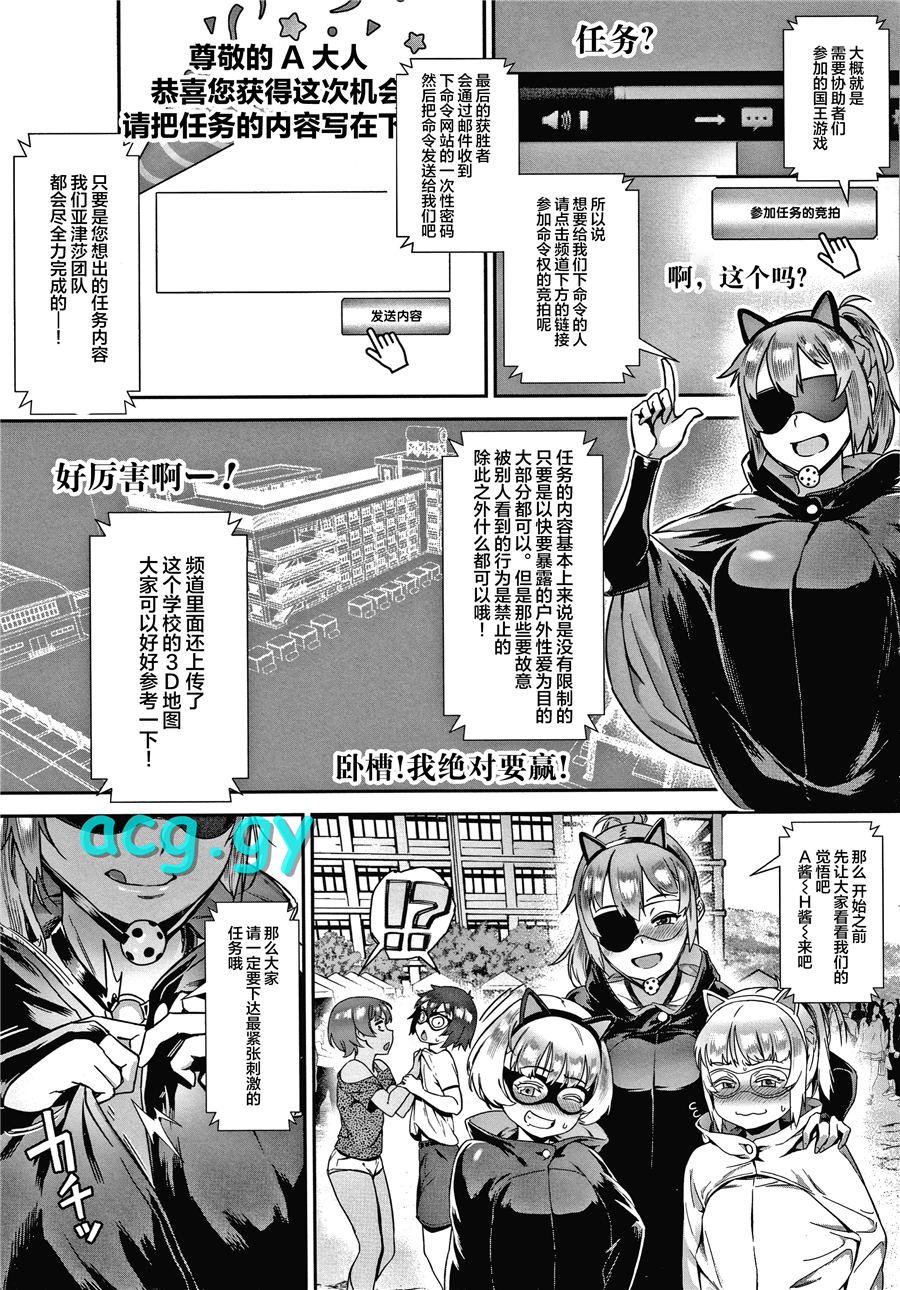 大概就是
需要协助者们
参加的国王游戏
任务？
参加任务的竞拍
啊，这个吗？
所以说
想要给我们下命令的人
请点击频道下方的链接
参加命令权的竞拍呢
最后的获胜者
会通过邮件收到
下命令网站的一次性密码
然后把命令发送给我们吧
尊敬的 A 大人
恭喜您获得这次机会
请把任务的内容写在下
发送内容
只要是您想出的任务内容
我们亚津莎团队
都会尽全力完成的——！
任务的内容基本上来说是没有限制的
只要是以快要暴露的户外性爱为目的
大部分都可以。但是那些要故意
被别人看到的行为是禁止的
除此之外什么都可以哦！
好厉害啊一！
频道里面还上传了
这个学校的3D地图
大家可以好好参考一下！
卧槽！我绝对要赢！
那么 开始之前
先让大家看看我们的
觉悟吧
A酱～H酱～来吧
!?
那么大家
请一定要下达最紧张刺激的
任务哦
ガチッ
acg.gy